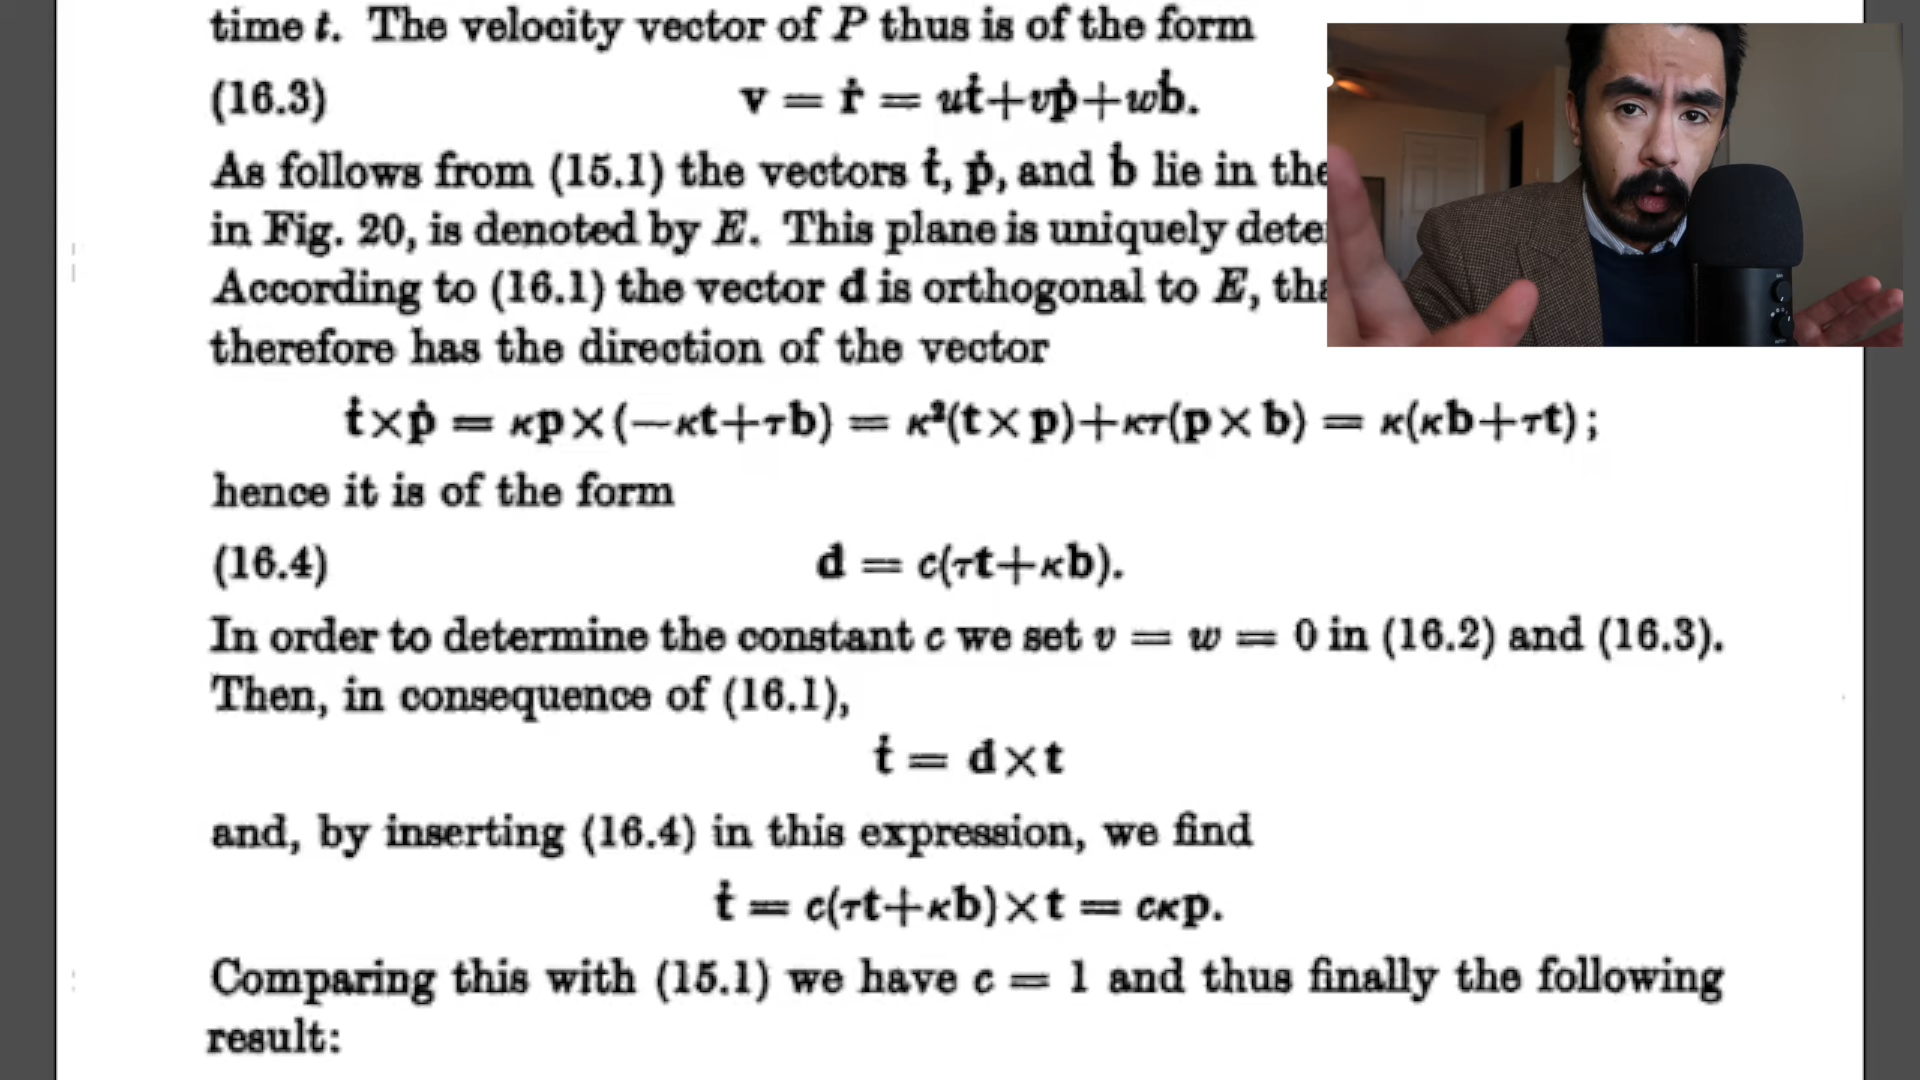 time t. The velocity vector of P thus is of the form
(16.3) v = ṙ = uṫ+vṗ+wḃ.
As follows from (15.1) the vectors ṫ, ṗ, and ḃ lie in the
in Fig. 20, is denoted by E. This plane is uniquely dete
According to (16.1) the vector d is orthogonal to E, tha
therefore has the direction of the vector
ṫ×ṗ = κp×(−κt+τb) = κ²(t×p)+κτ(p×b) = κ(κb+τt);
hence it is of the form
(16.4) d = c(τt+κb).
In order to determine the constant c we set v = w = 0 in (16.2) and (16.3).
Then, in consequence of (16.1),
ṫ = d×t
and, by inserting (16.4) in this expression, we find
ṫ = c(τt+κb)×t = cκp.
Comparing this with (15.1) we have c = 1 and thus finally the following
result: